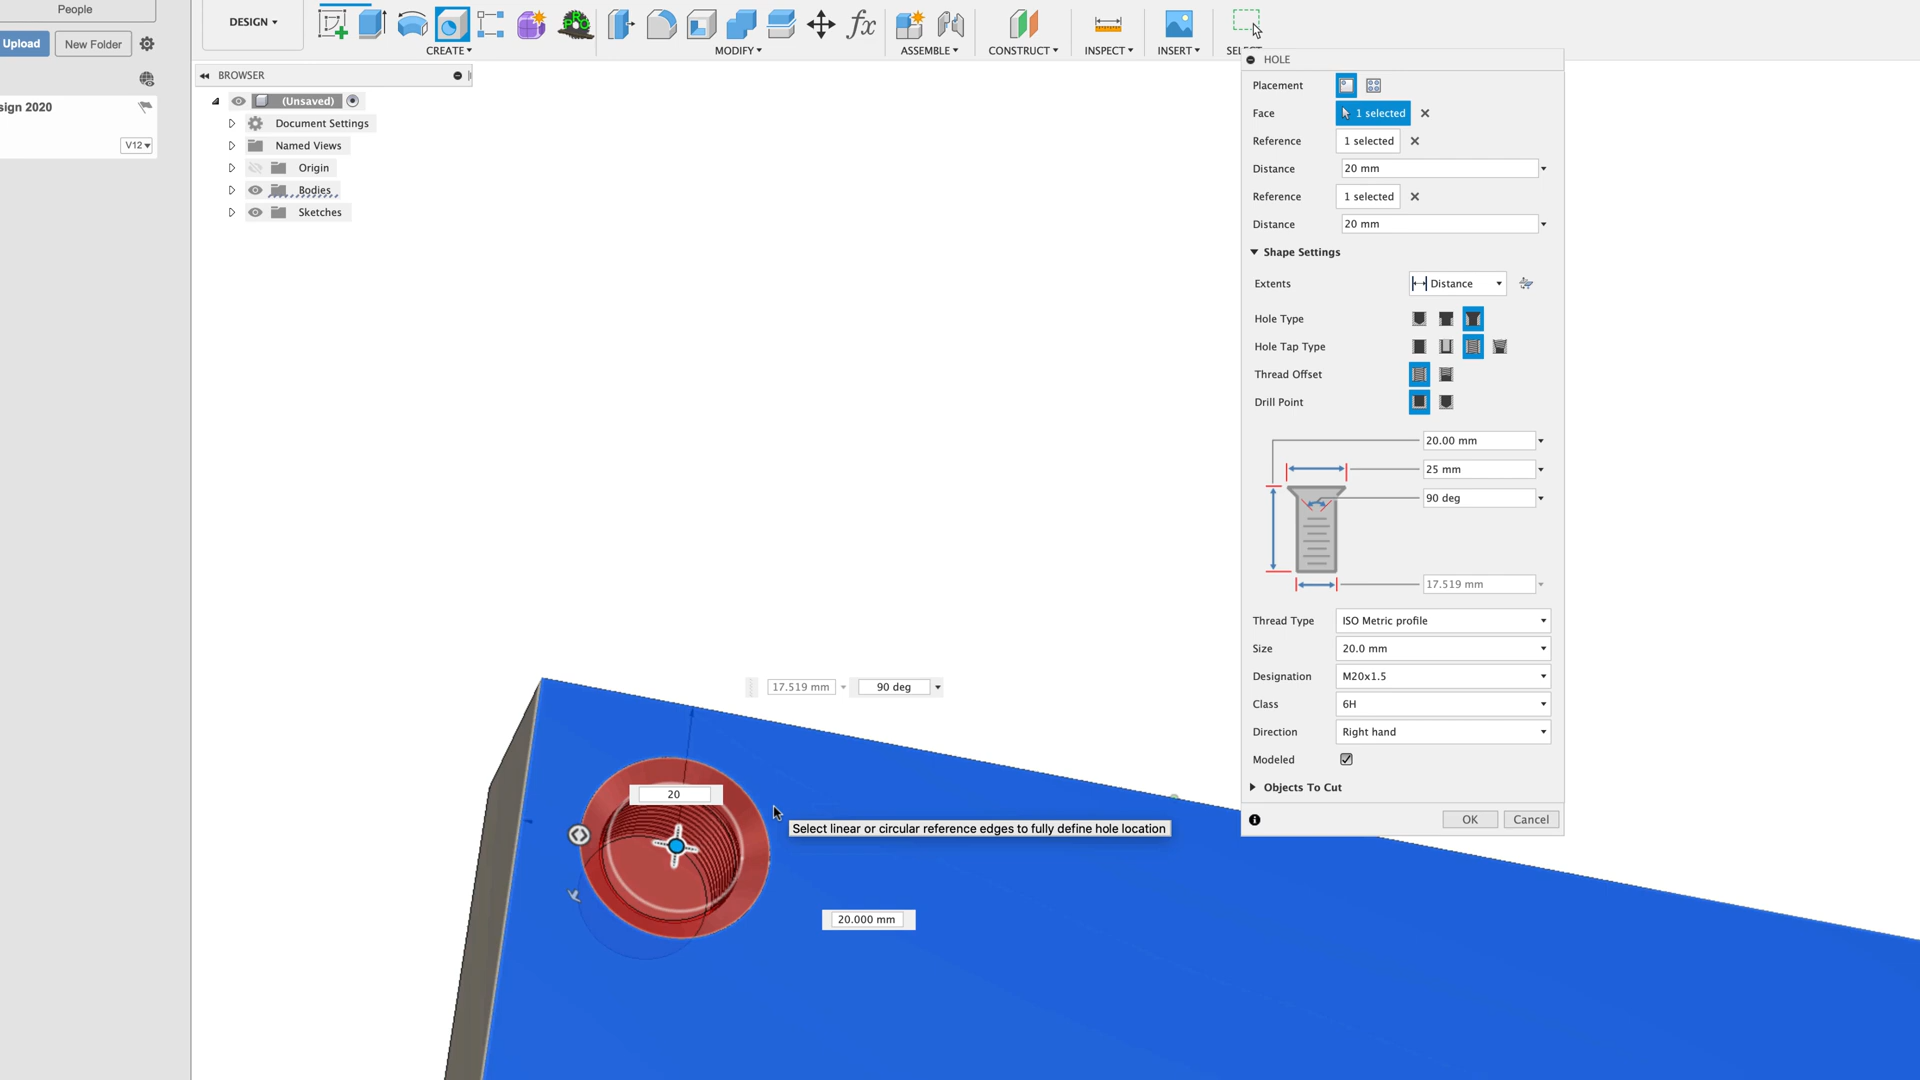 People
DESIGN
CREATE
MODIFY
ASSEMBLE
CONSTRUCT
INSPECT
INSERT
SELECT
Upload
New Folder
BROWSER
HOLE
(Unsaved)
Document Settings
Named Views
Origin
Bodies
Sketches
sign 2020
V12
Placement
Face 1 selected
Reference 1 selected
Distance 20 mm
Reference 1 selected
Distance 20 mm
Shape Settings
Extents Distance
Hole Type
Hole Tap Type
Thread Offset
Drill Point
20.00 mm
25 mm
90 deg
17.519 mm
Thread Type ISO Metric profile
Size 20.0 mm
Designation M20x1.5
Class 6H
Direction Right hand
Modeled
Objects To Cut
OK Cancel
17.519 mm 90 deg
20
Select linear or circular reference edges to fully define hole location
20.000 mm